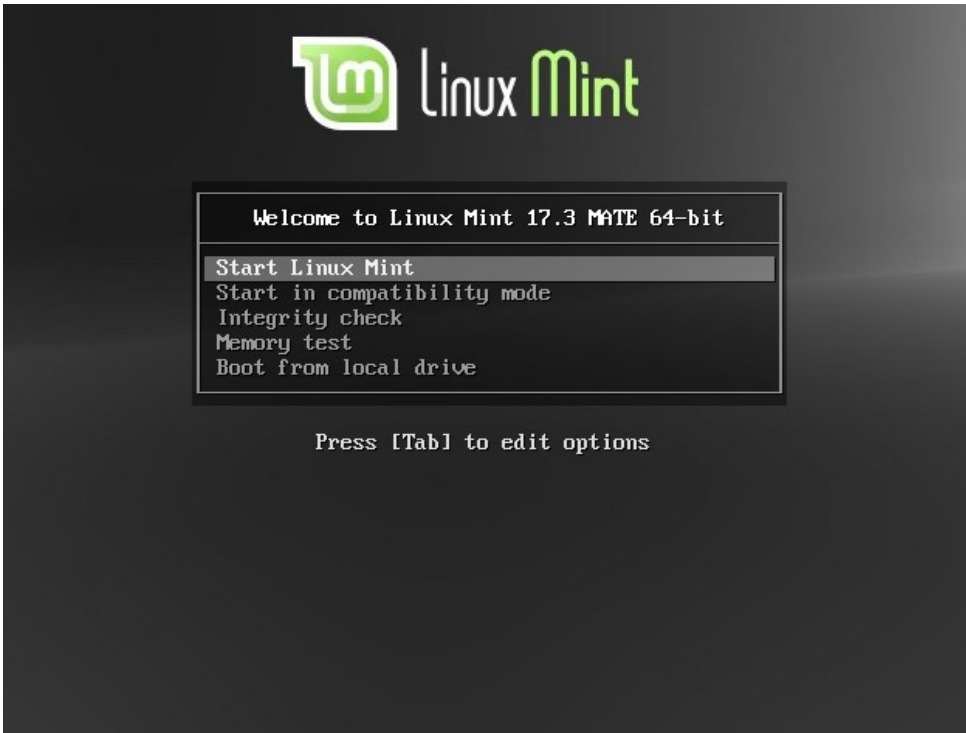 Linux Mint
Welcome to Linux Mint 17.3 MATE 64-bit
Start Linux Mint
Start in compatibility mode
Integrity check
Memory test
Boot from local drive
Press [Tab] to edit options